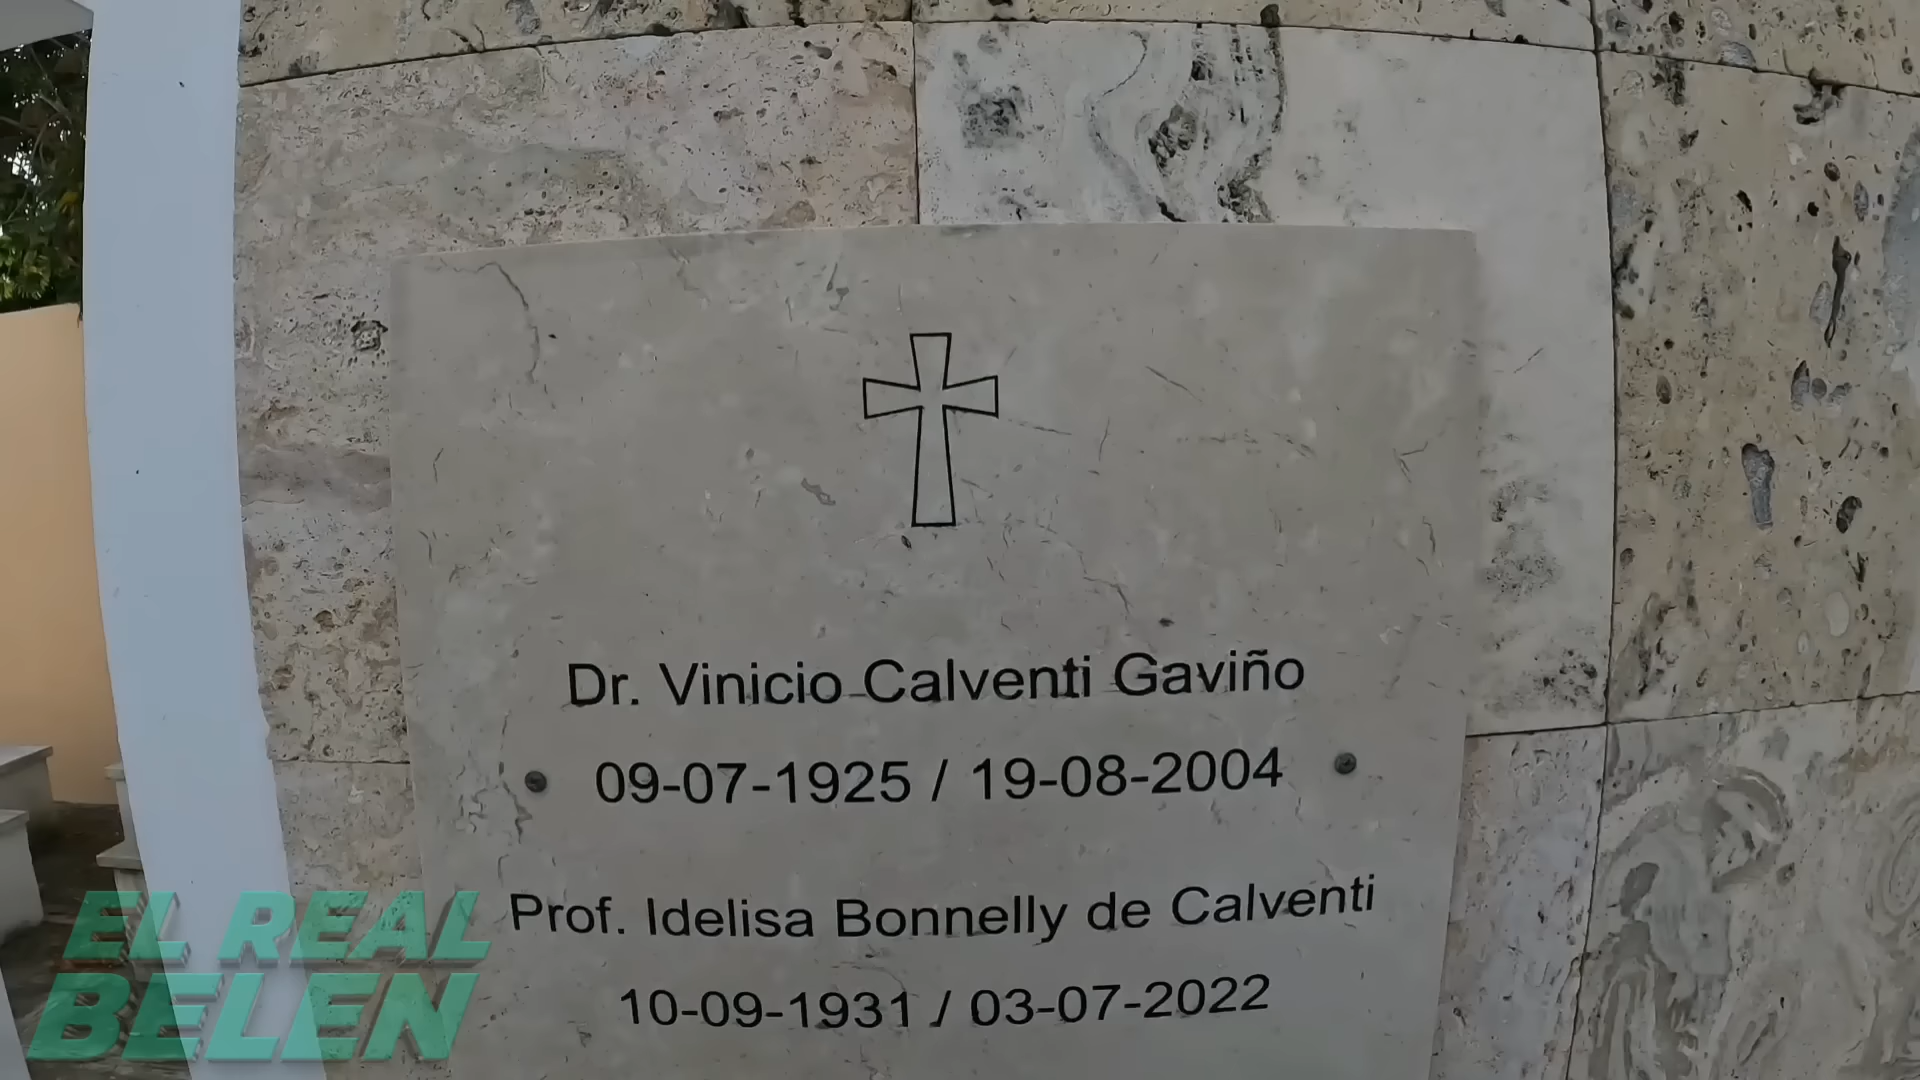 Dr. Vinicio Calventi Gaviño
09-07-1925 / 19-08-2004
Prof. Idelisa Bonnelly de Calventi
10-09-1931 / 03-07-2022
EL REAL
BELEN